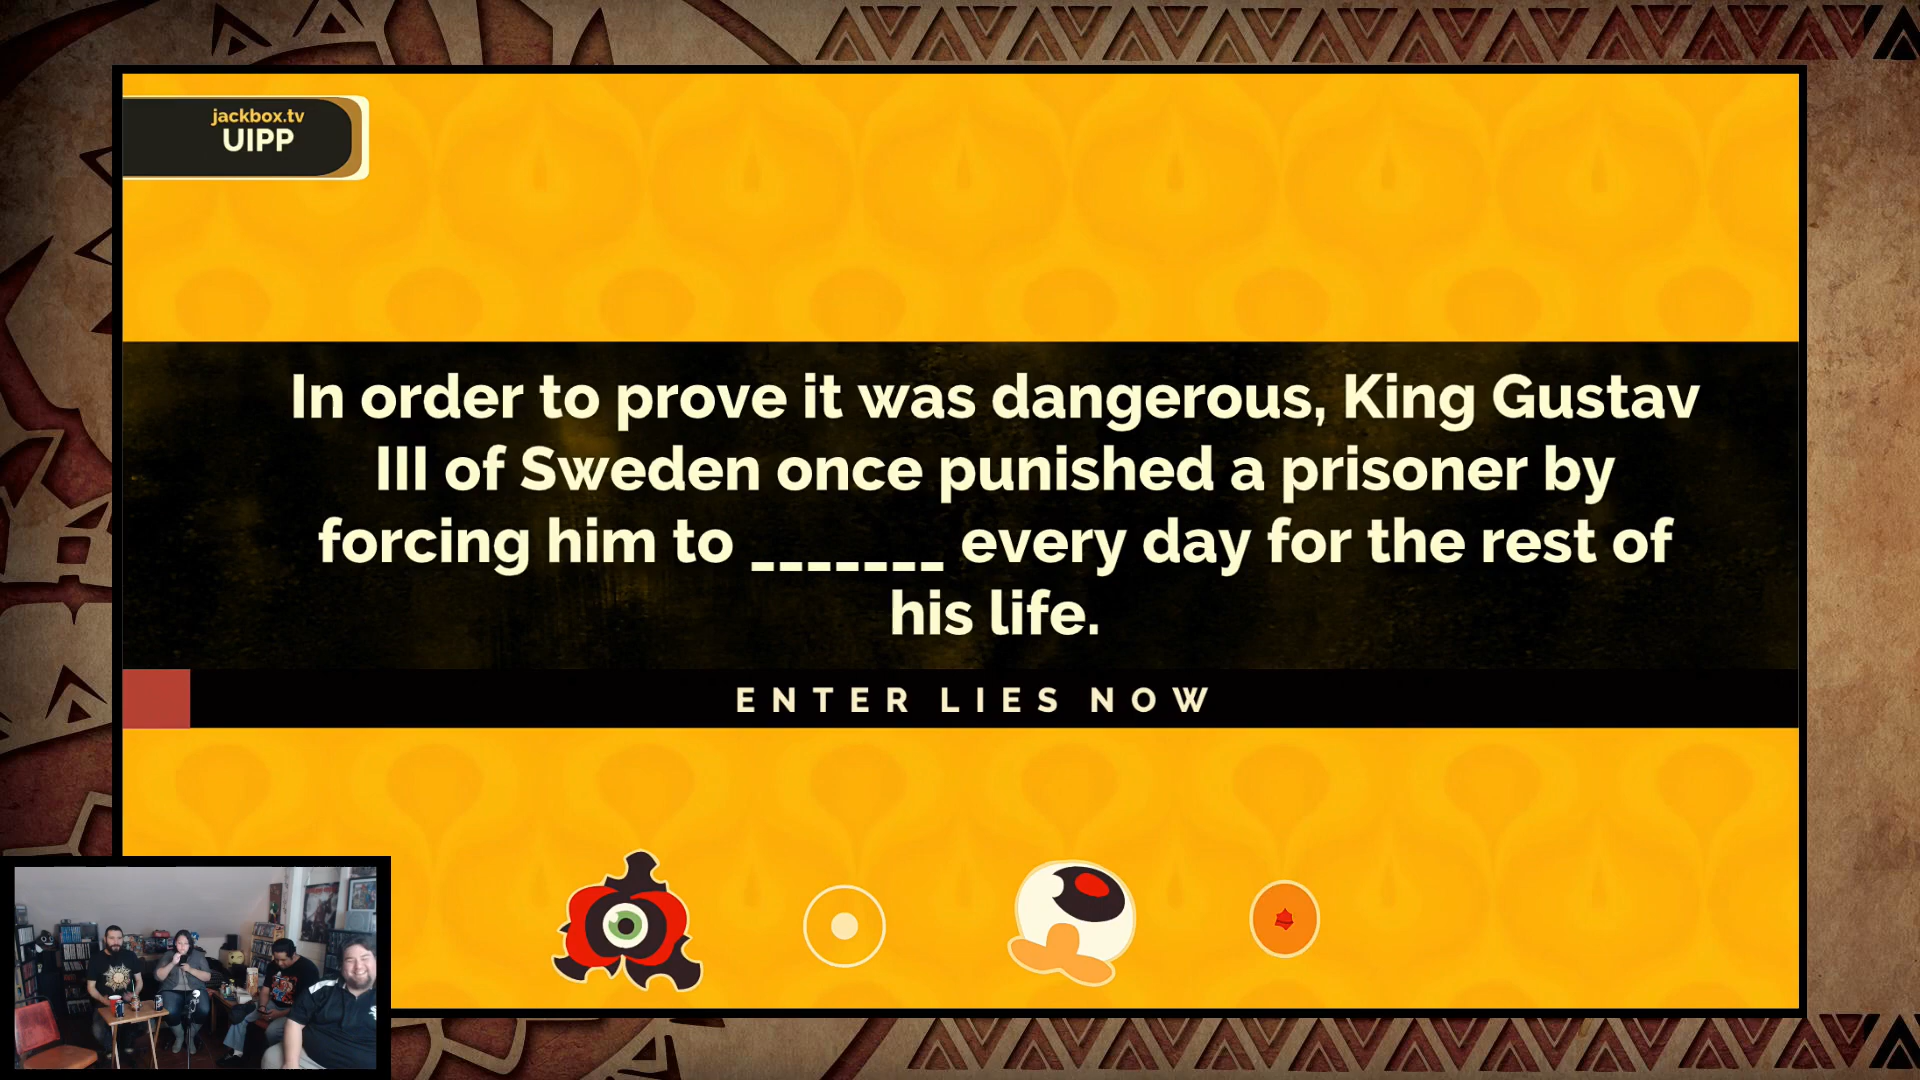 jackbox.tv
UIPP
In order to prove it was dangerous, King Gustav
III of Sweden once punished a prisoner by
forcing him to _______ every day for the rest of
his life.
ENTER LIES NOW